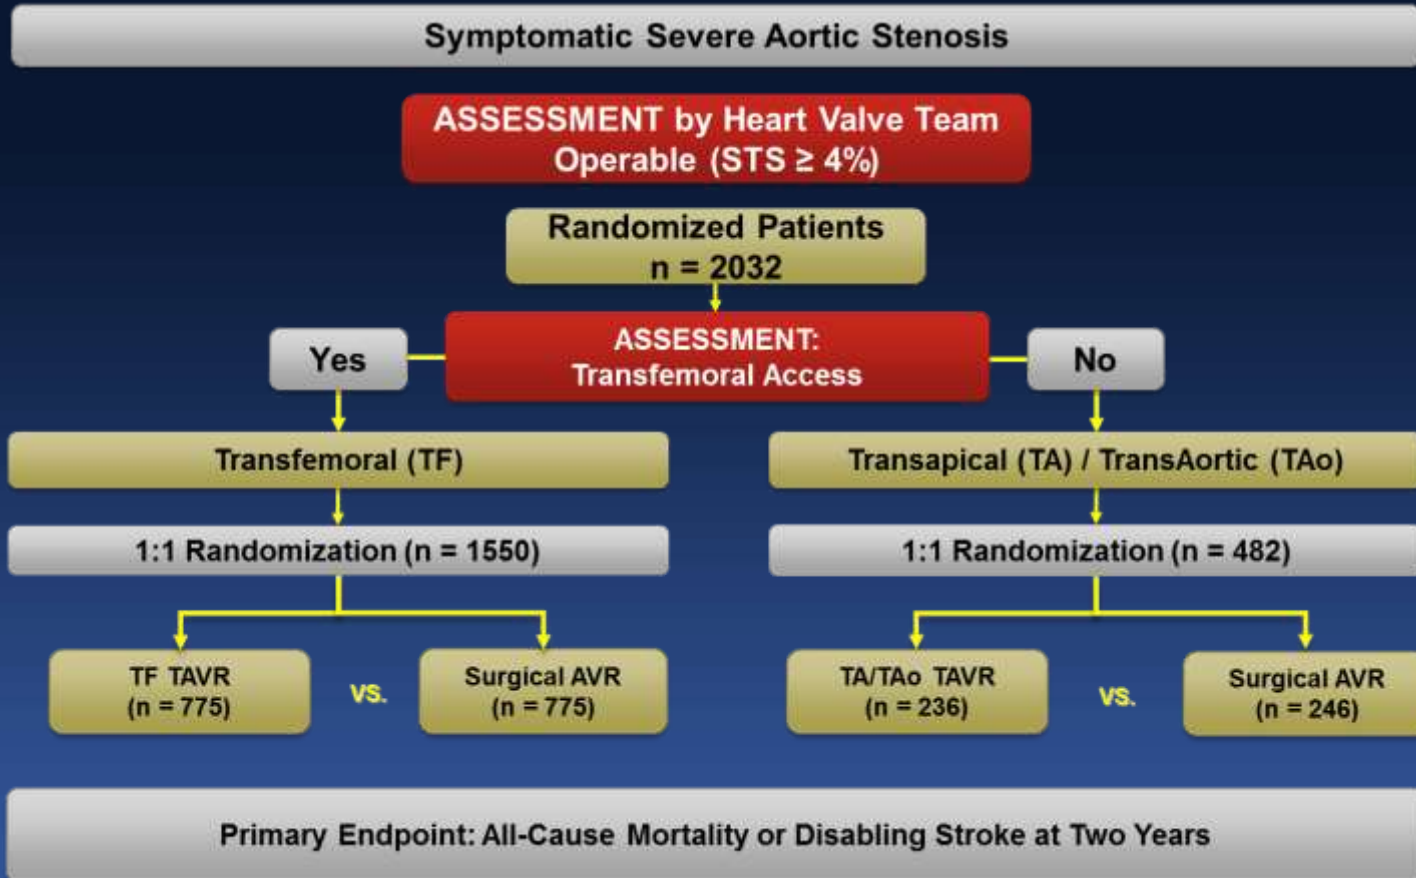 Symptomatic Severe Aortic Stenosis
ASSESSMENT by Heart Valve Team
Operable (STS ≥ 4%)
Randomized Patients
n = 2032
ASSESSMENT:
Transfemoral Access
Yes
No
Transfemoral (TF)
Transapical (TA) / TransAortic (TAo)
1:1 Randomization (n = 1550)
1:1 Randomization (n = 482)
TF TAVR
(n = 775)
VS.
Surgical AVR
(n = 775)
TA/TAo TAVR
(n = 236)
VS.
Surgical AVR
(n = 246)
Primary Endpoint: All-Cause Mortality or Disabling Stroke at Two Years